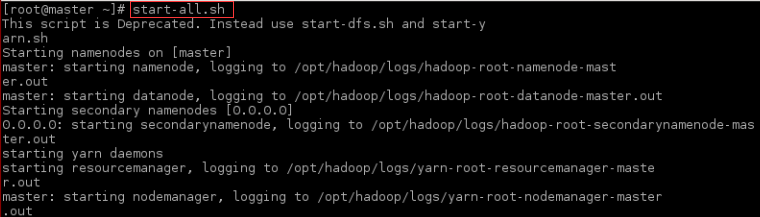 [root@master ~]# start-all.sh
This script is Deprecated. Instead use start-dfs.sh and start-y
arn.sh
Starting namenodes on [master]
master: starting namenode, logging to /opt/hadoop/logs/hadoop-root-namenode-mast
er.out
master: starting datanode, logging to /opt/hadoop/logs/hadoop-root-datanode-master.out
Starting secondary namenodes [0.0.0.0]
0.0.0.0: starting secondarynamenode, logging to /opt/hadoop/logs/hadoop-root-secondarynamenode-mas
ter.out
starting yarn daemons
starting resourcemanager, logging to /opt/hadoop/logs/yarn-root-resourcemanager-maste
r.out
master: starting nodemanager, logging to /opt/hadoop/logs/yarn-root-nodemanager-master
.out